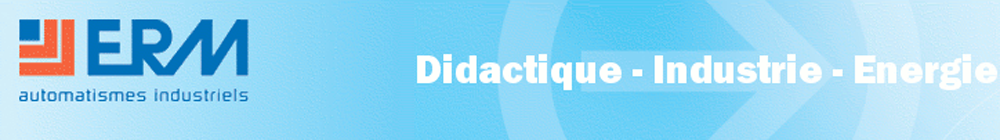 ERM
automatismes industriels
Didactique - Industrie - Energie